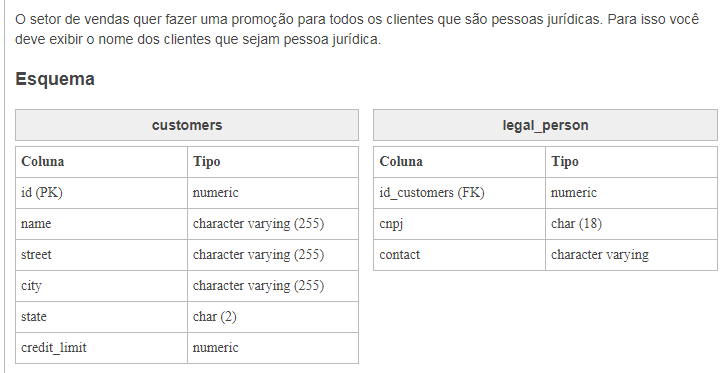 O setor de vendas quer fazer uma promoção para todos os clientes que são pessoas jurídicas. Para isso você
deve exibir o nome dos clientes que sejam pessoa jurídica.
Esquema
customers
Coluna Tipo
id (PK) numeric
name character varying (255)
street character varying (255)
city character varying (255)
state char (2)
credit_limit numeric
legal_person
Coluna Tipo
id_customers (FK) numeric
cnpj char (18)
contact character varying